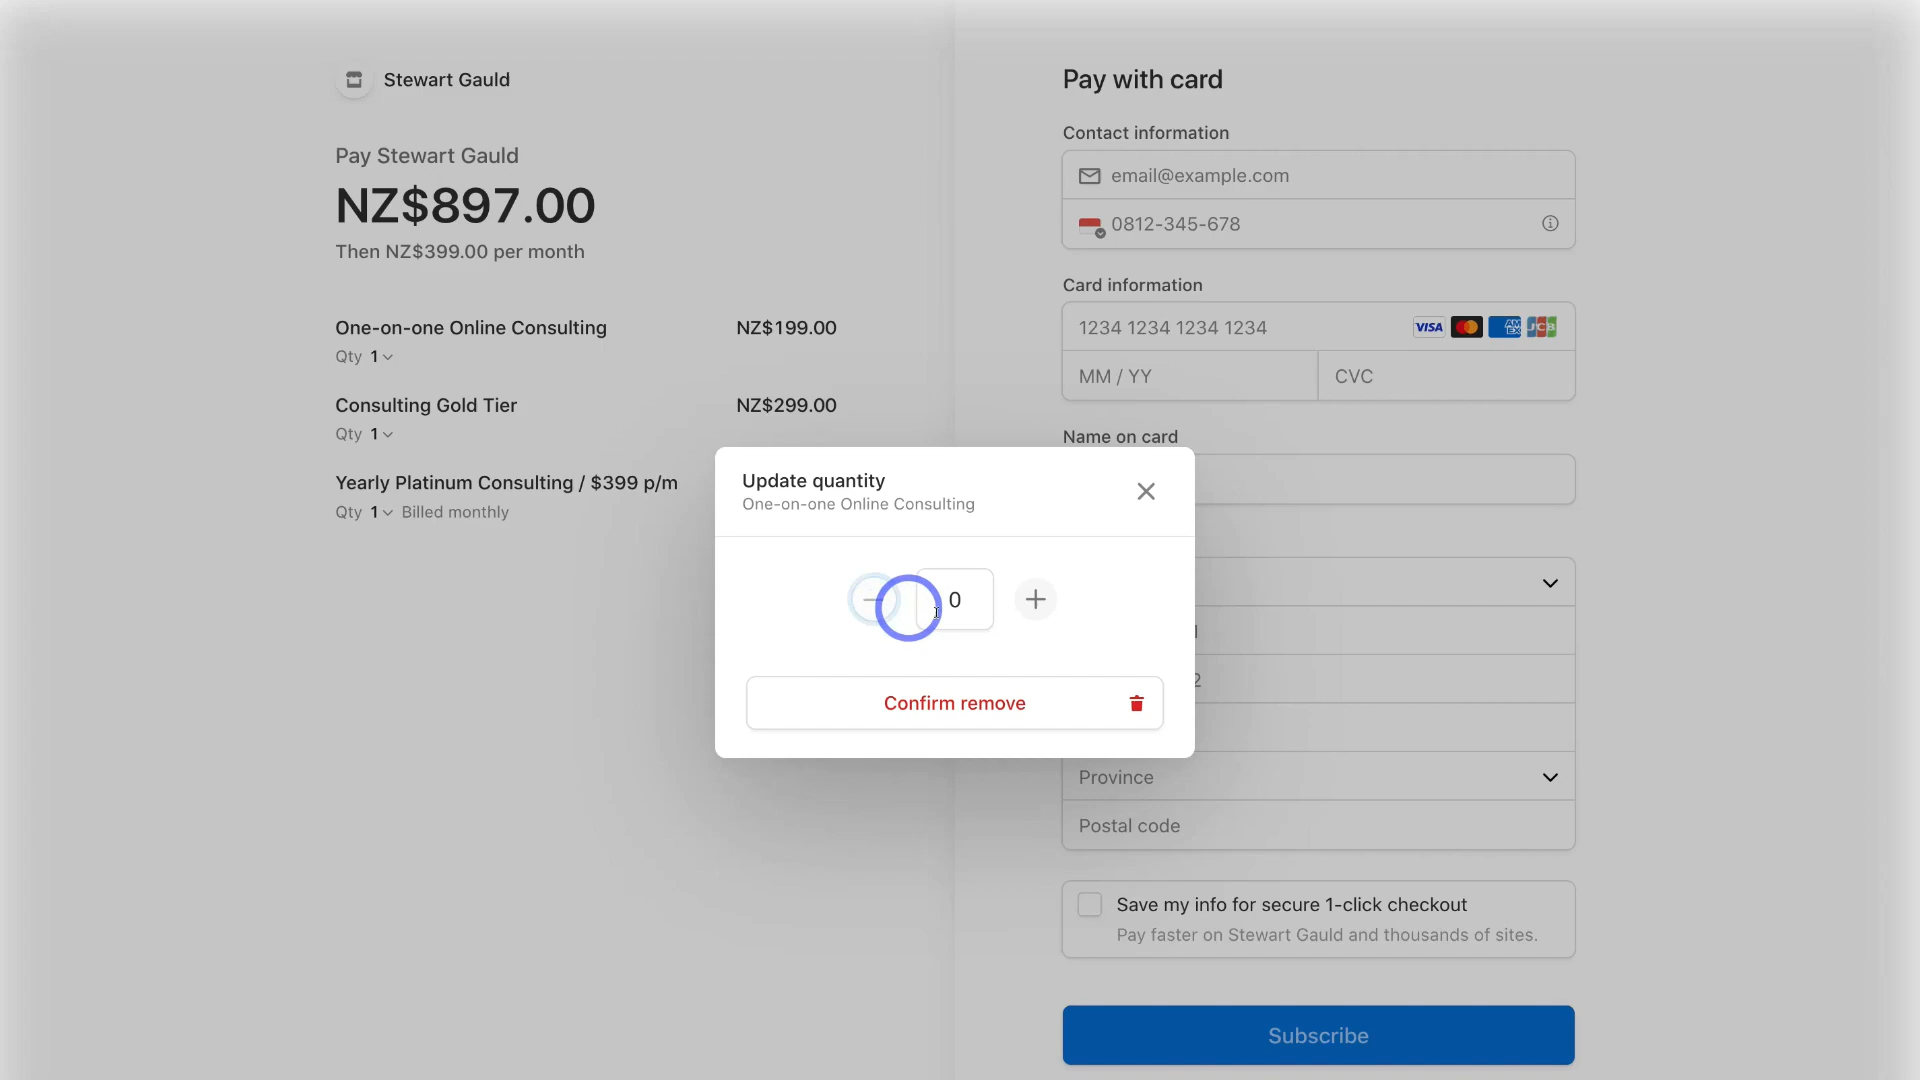 Stewart Gauld
Pay Stewart Gauld
NZ$897.00
Then NZ$399.00 per month
One-on-one Online Consulting NZ$199.00
Qty 1
Consulting Gold Tier NZ$299.00
Qty 1
Yearly Platinum Consulting / $399 p/m
Qty 1 Billed monthly
Update quantity
One-on-one Online Consulting
0
Confirm remove
Pay with card
Contact information
email@example.com
0812-345-678
Card information
1234 1234 1234 1234 VISA AMEX JCB
MM / YY CVC
Name on card
2
Province
Postal code
Save my info for secure 1-click checkout
Pay faster on Stewart Gauld and thousands of sites.
Subscribe